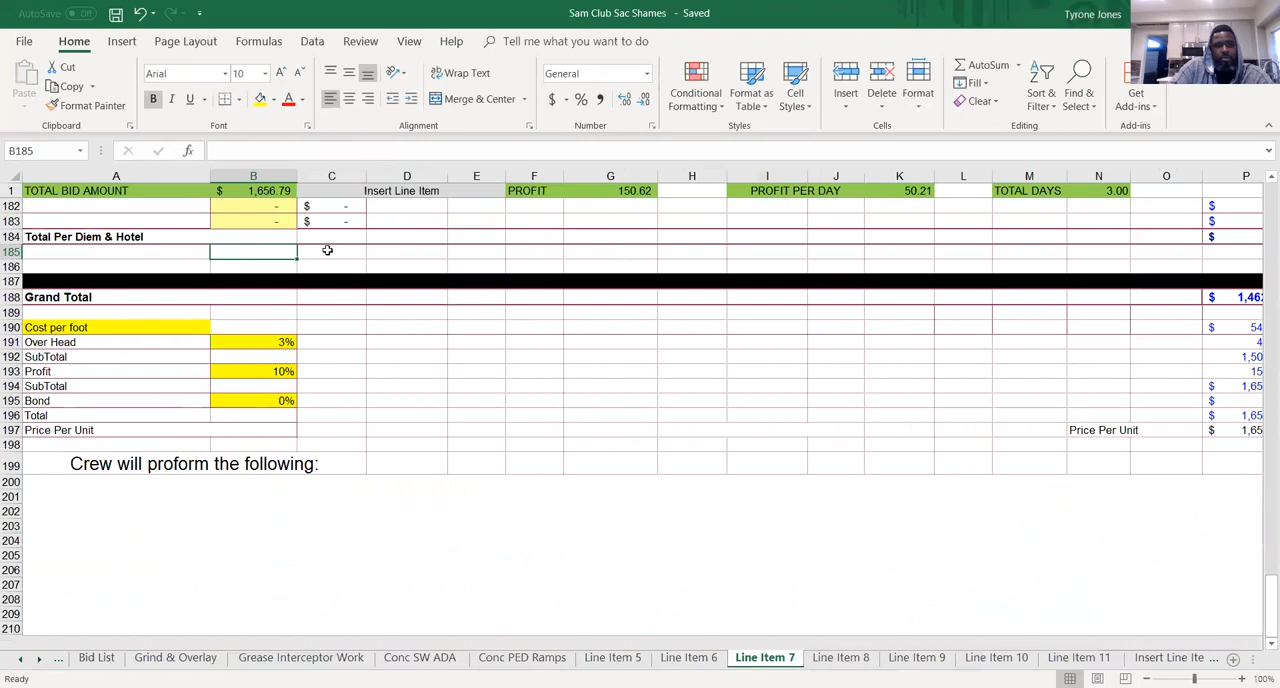 AutoSave Off Sam Club Sac Shames - Saved Tyrone Jones
File Home Insert Page Layout Formulas Data Review View Help Tell me what you want to do
Paste Cut Copy Format Painter Clipboard
Arial 10 A A B I U A Font
Wrap Text Merge & Center Alignment
General $ % , Number
Conditional Formatting Format as Table Cell Styles Styles
Insert Delete Format Cells
AutoSum Fill Clear Sort & Filter Find & Select Editing
Get Add-ins Add-ins
B185 fx
A B C D E F G H I J K L M N O P
1 TOTAL BID AMOUNT $ 1,656.79 Insert Line Item PROFIT 150.62 PROFIT PER DAY 50.21 TOTAL DAYS 3.00
182 - $ - $
183 - $ - $
184 Total Per Diem & Hotel $
185
186
187
188 Grand Total $ 1,462
189
190 Cost per foot $ 54
191 Over Head 3% 4
192 SubTotal 1,50
193 Profit 10% 15
194 SubTotal $ 1,65
195 Bond 0% $
196 Total $ 1,65
197 Price Per Unit Price Per Unit $ 1,65
198
199 Crew will proform the following:
200
201
202
203
204
205
206
207
208
209
210
... Bid List Grind & Overlay Grease Interceptor Work Conc SW ADA Conc PED Ramps Line Item 5 Line Item 6 Line Item 7 Line Item 8 Line Item 9 Line Item 10 Line Item 11 Insert Line Ite ...
Ready 100%